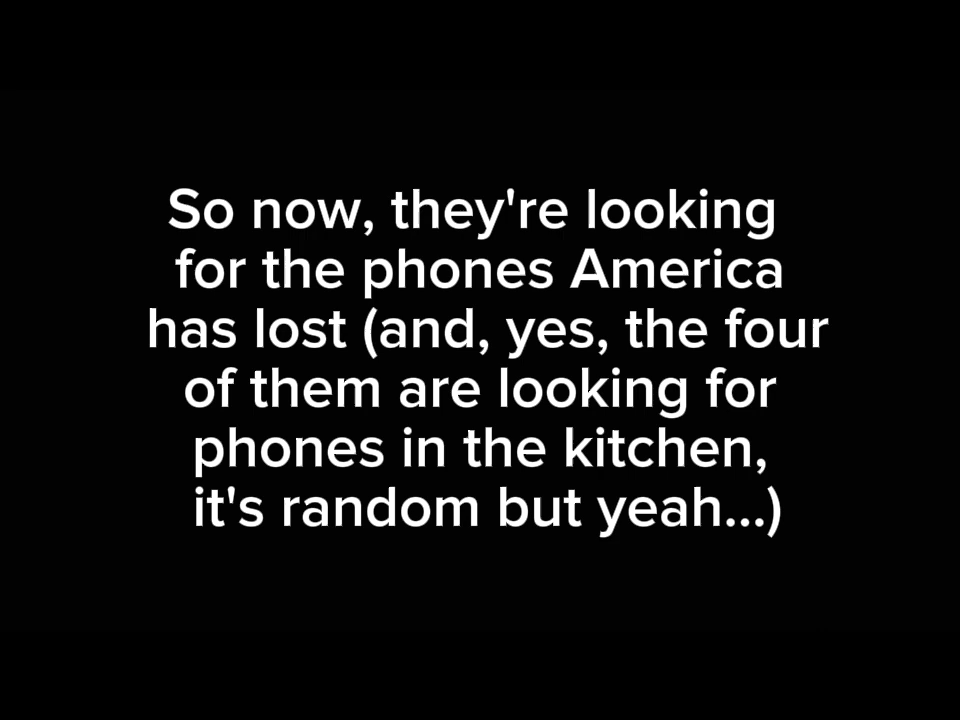 So now, they're looking
for the phones America
has lost (and, yes, the four
of them are looking for
phones in the kitchen,
it's random but yeah...)